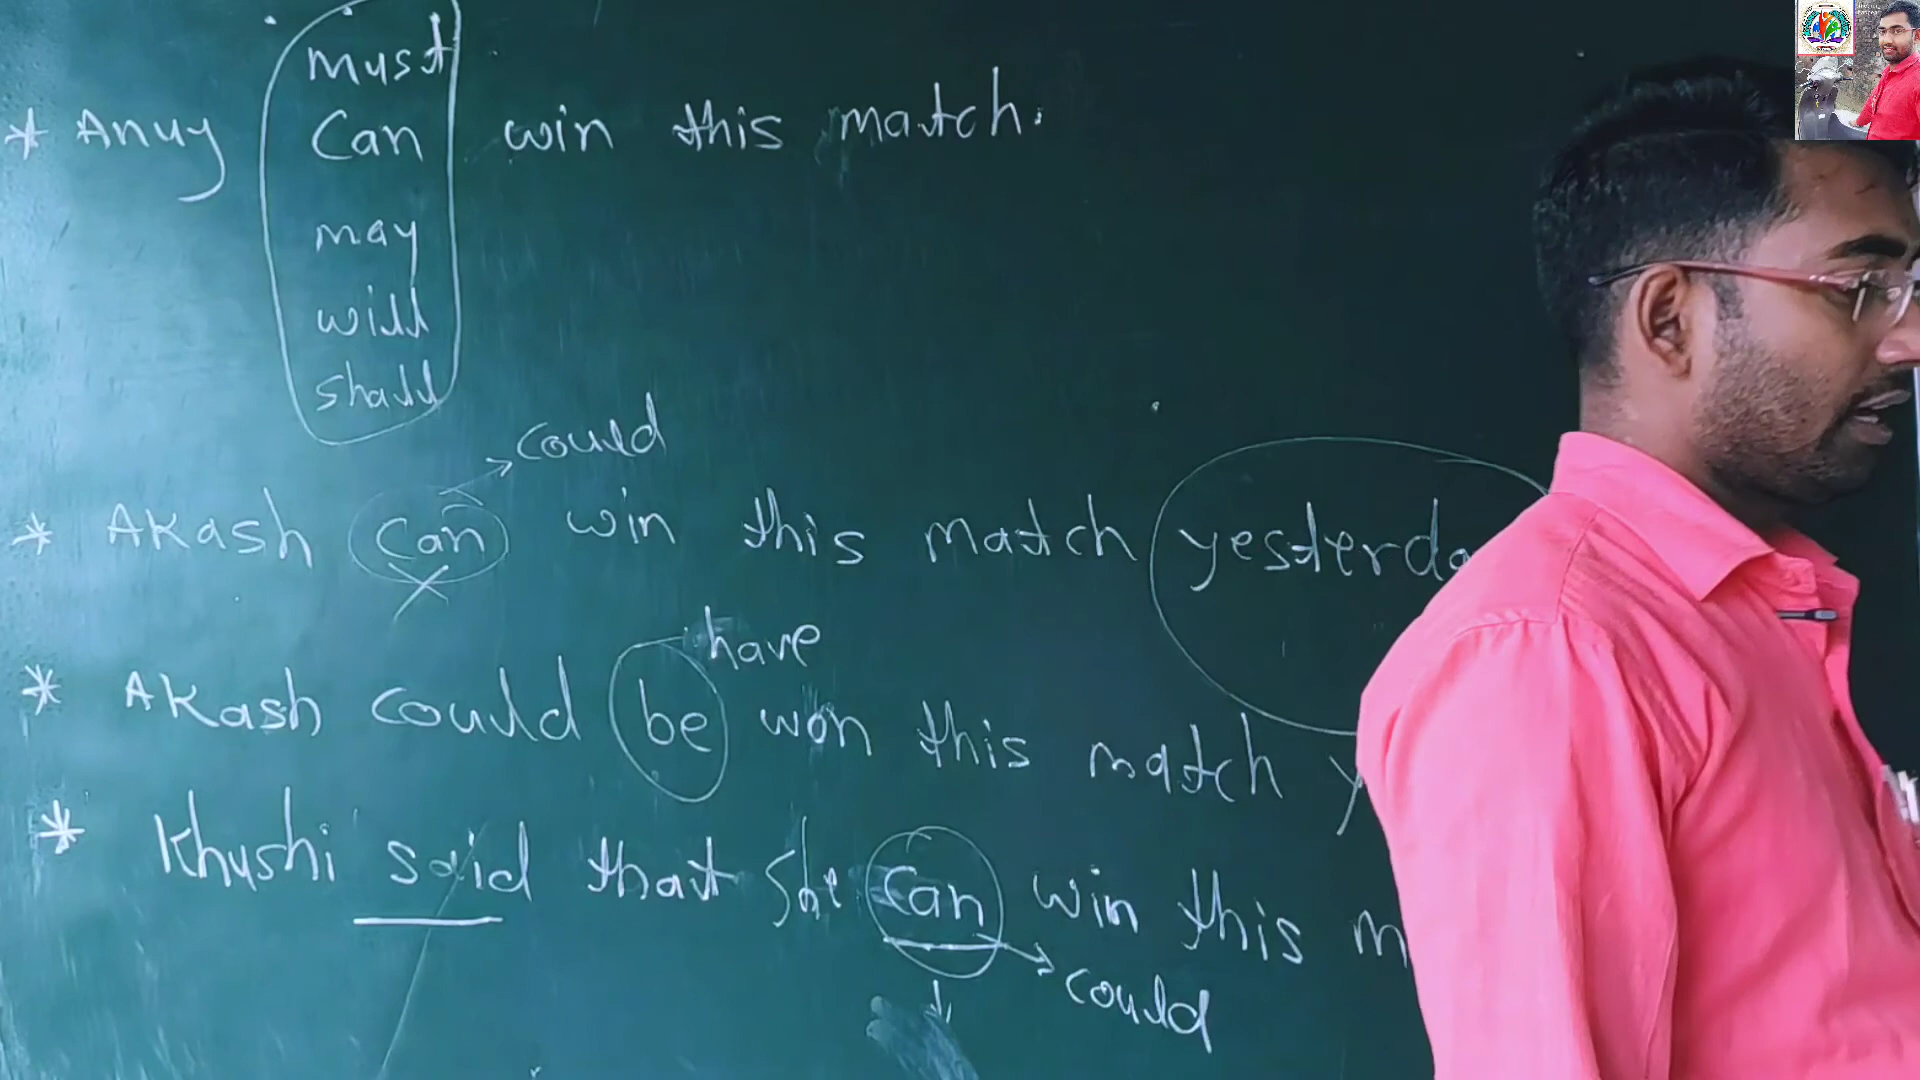 must
* Anuj can win this match.
may
will
shall
could
* Akash can win this match yesterda
have
* Akash could be won this match y
* Khushi said that she can win this m
could